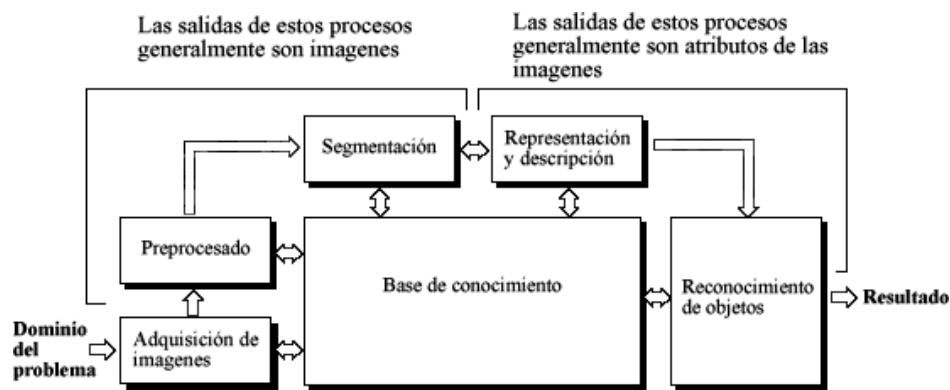 Las salidas de estos procesos
generalmente son imagenes
Las salidas de estos procesos
generalmente son atributos de las
imagenes
Segmentación
Representación
y descripción
Preprocesado
Base de conocimiento
Reconocimiento
de objetos
Resultado
Dominio
del
problema
Adquisición de
imagenes